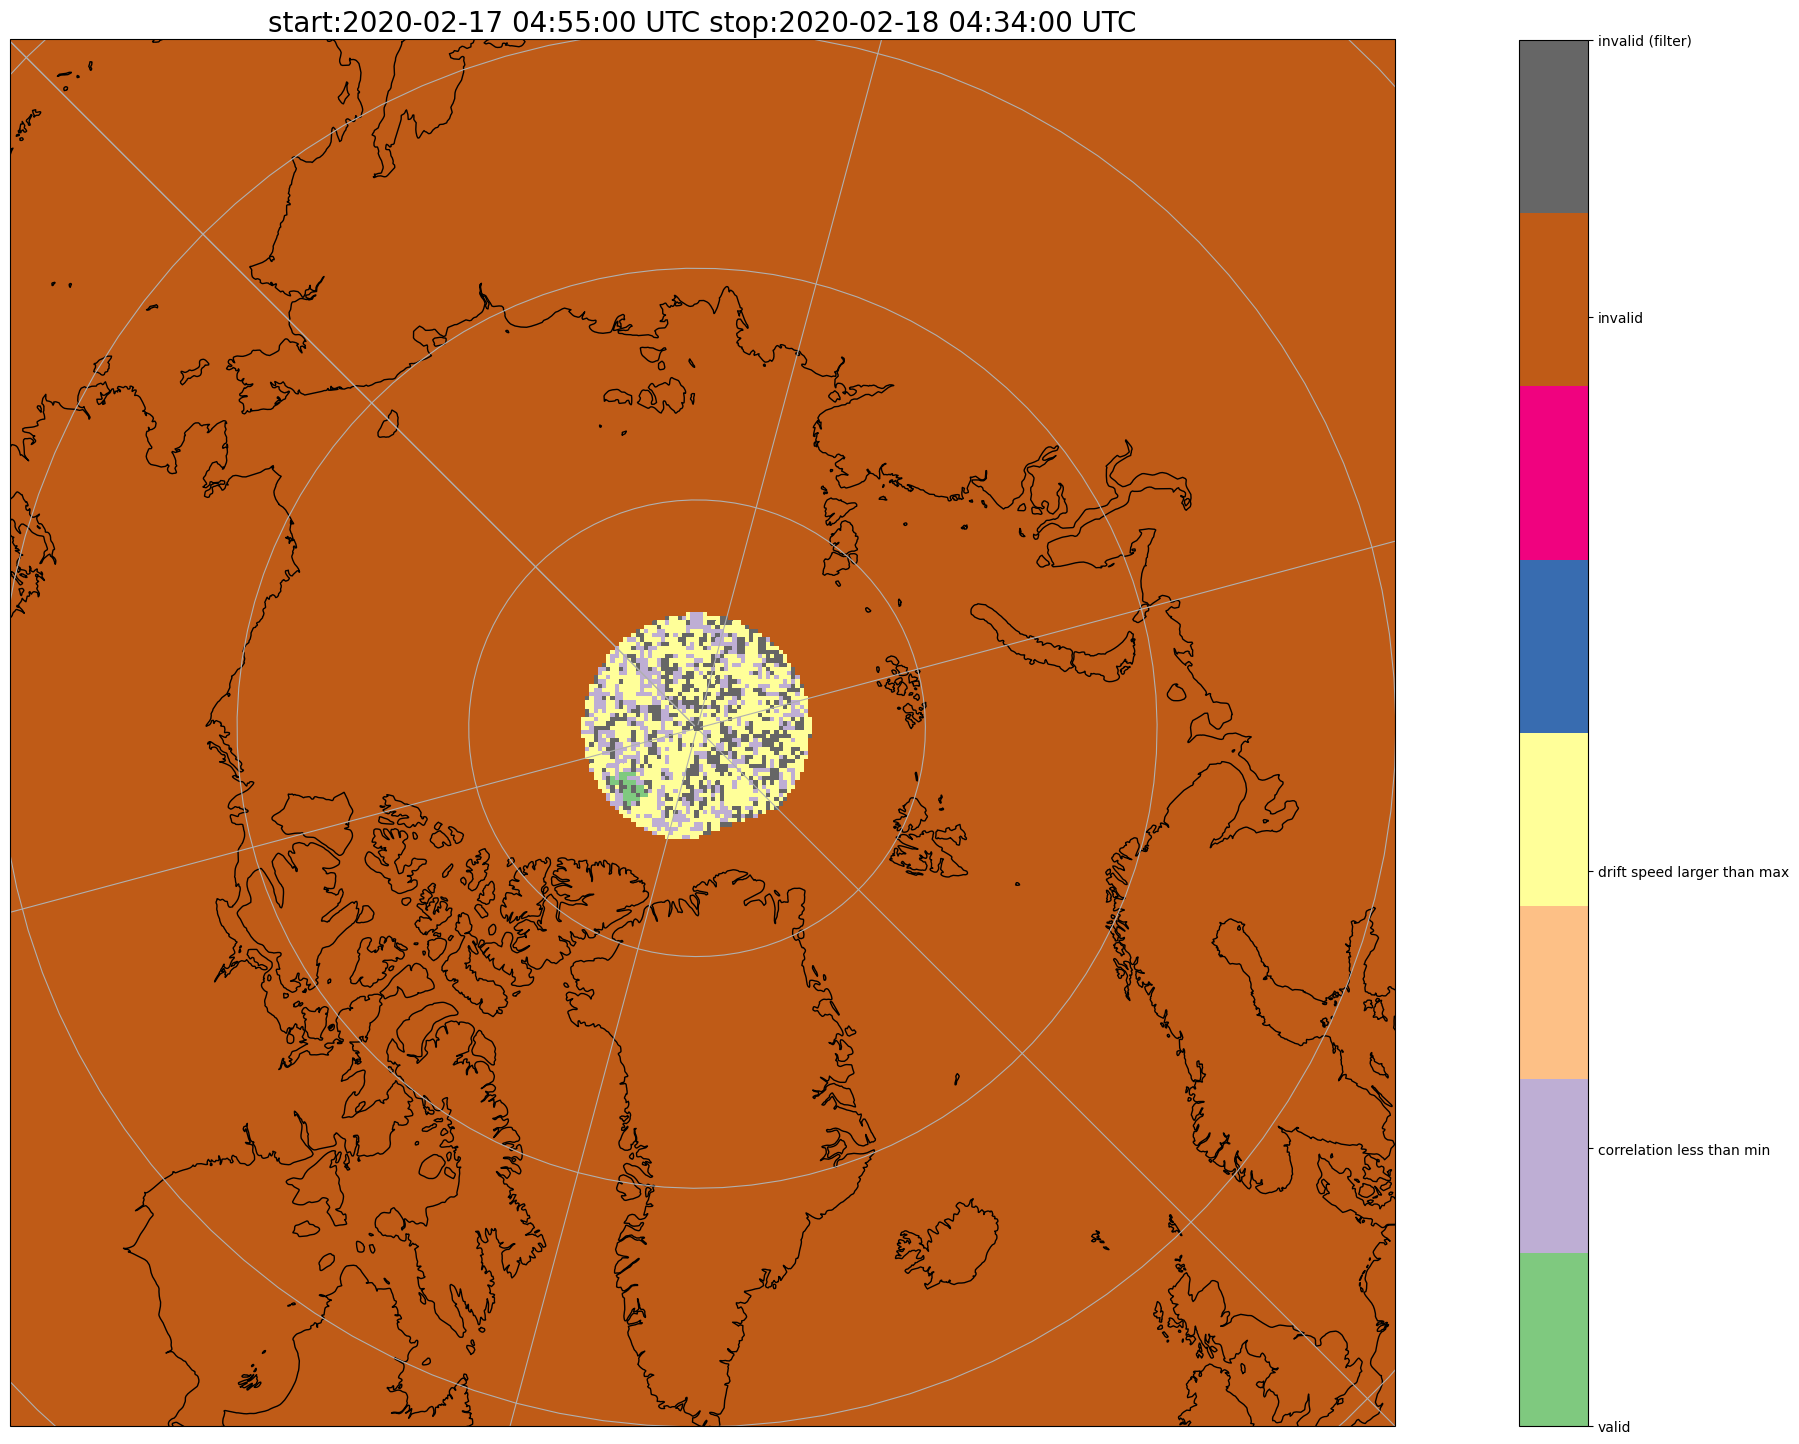 start:2020-02-17 04:55:00 UTC stop:2020-02-18 04:34:00 UTC
invalid (filter)
invalid
drift speed larger than max
correlation less than min
valid